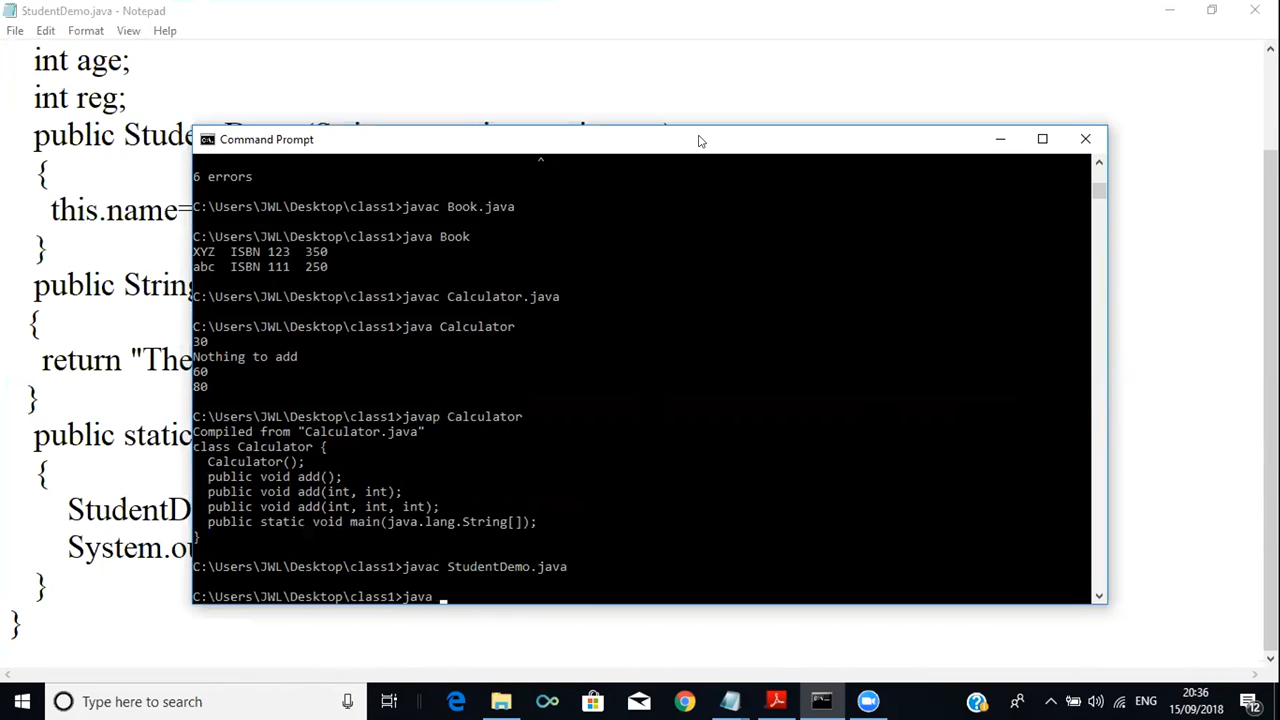 StudentDemo.java - Notepad
File Edit Format View Help
int age;
int reg;
public Stude
{
this.name=
}
public String
{
return "The
}
public static
{
StudentD
System.ou
}
}
Command Prompt
^
6 errors
C:\Users\JWL\Desktop\class1>javac Book.java
C:\Users\JWL\Desktop\class1>java Book
XYZ ISBN 123 350
abc ISBN 111 250
C:\Users\JWL\Desktop\class1>javac Calculator.java
C:\Users\JWL\Desktop\class1>java Calculator
30
Nothing to add
60
80
C:\Users\JWL\Desktop\class1>javap Calculator
Compiled from "Calculator.java"
class Calculator {
Calculator();
public void add();
public void add(int, int);
public void add(int, int, int);
public static void main(java.lang.String[]);
}
C:\Users\JWL\Desktop\class1>javac StudentDemo.java
C:\Users\JWL\Desktop\class1>java _
Type here to search
ENG
20:36
15/09/2018
12